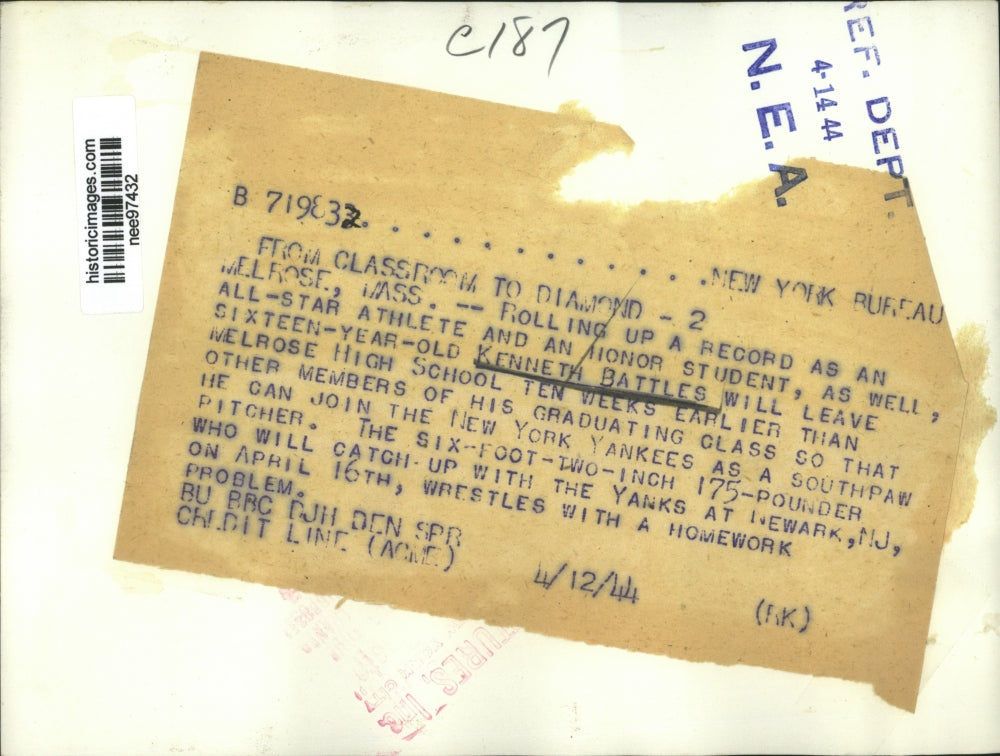 C187
REF. DEPT.
4-14 44
N. E. A.
historicimages.com
nee97432
B 719832. . . . . . . . . . . . .NEW YORK BUREAU
FROM CLASSROOM TO DIAMOND - 2
MELROSE, MASS. -- ROLLING UP A RECORD AS AN
ALL-STAR ATHLETE AND AN HONOR STUDENT, AS WELL,
SIXTEEN-YEAR-OLD KENNETH BATTLES WILL LEAVE
MELROSE HIGH SCHOOL TEN WEEKS EARLIER THAN
OTHER MEMBERS OF HIS GRADUATING CLASS SO THAT
HE CAN JOIN THE NEW YORK YANKEES AS A SOUTHPAW
PITCHER. THE SIX-FOOT-TWO-INCH 175-POUNDER
WHO WILL CATCH UP WITH THE YANKS AT NEWARK, NJ,
ON APRIL 16TH, WRESTLES WITH A HOMEWORK
PROBLEM.
BU BRC DJH DEN SPR
CREDIT LINE (ACME)
4/12/44
(RK)
TURES, INC